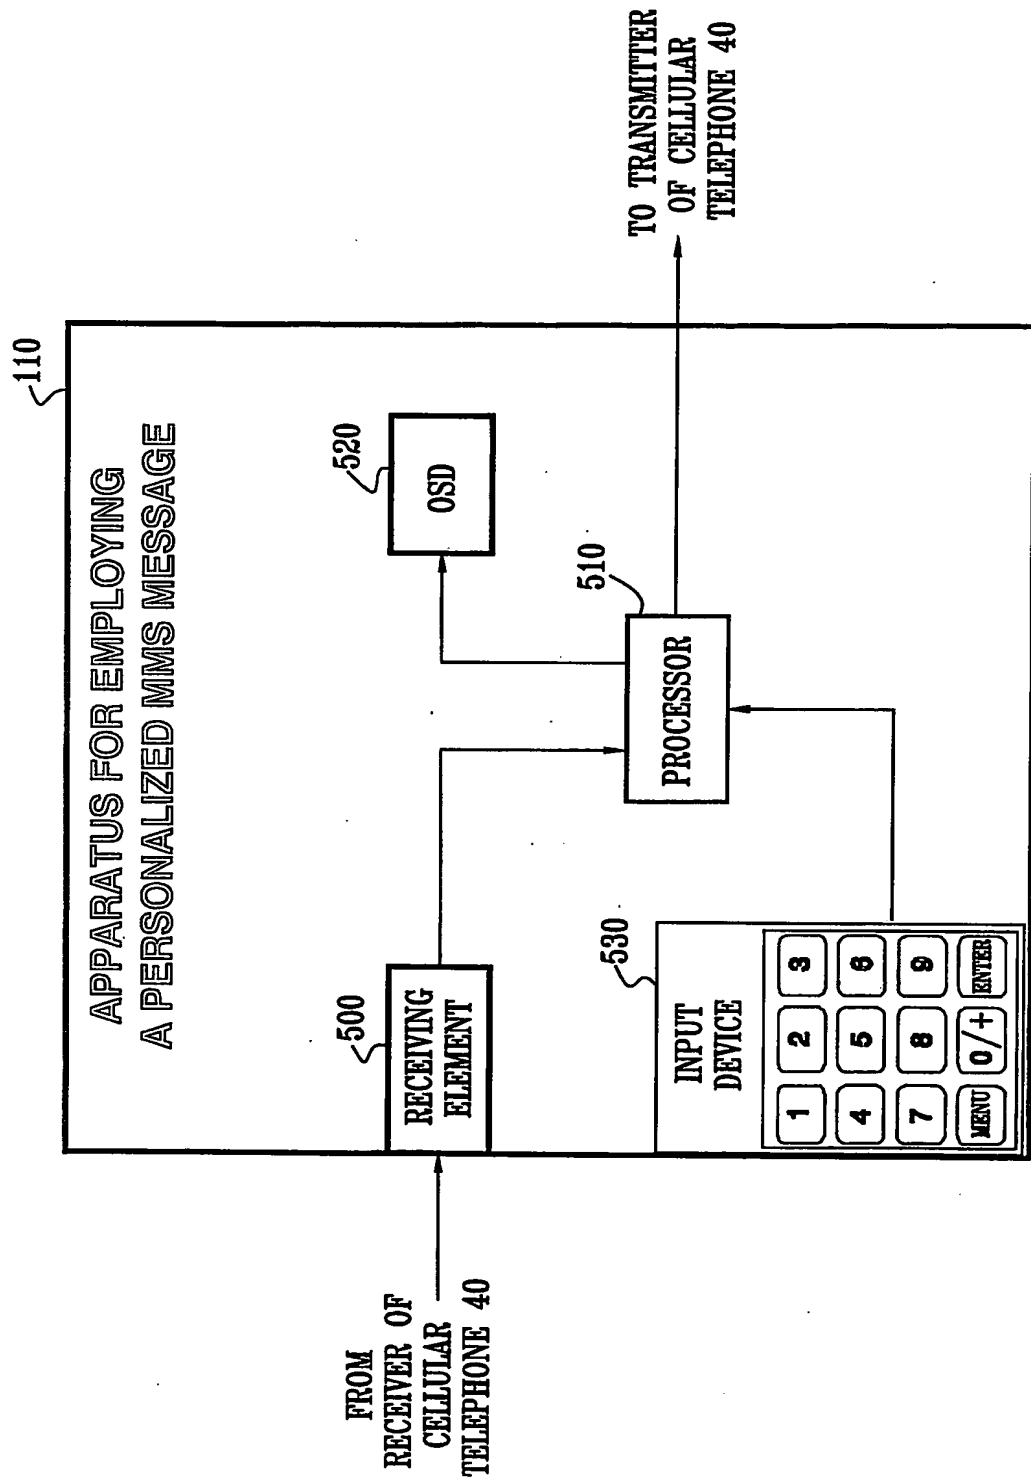 110
APPARATUS FOR EMPLOYING
A PERSONALIZED MMS MESSAGE
FROM
RECEIVER OF
CELLULAR
TELEPHONE 40
500
RECEIVING
ELEMENT
520
OSD
510
PROCESSOR
530
INPUT
DEVICE
1 2 3
4 5 6
7 8 9
MENU 0/+ ENTER
TO TRANSMITTER
OF CELLULAR
TELEPHONE 40